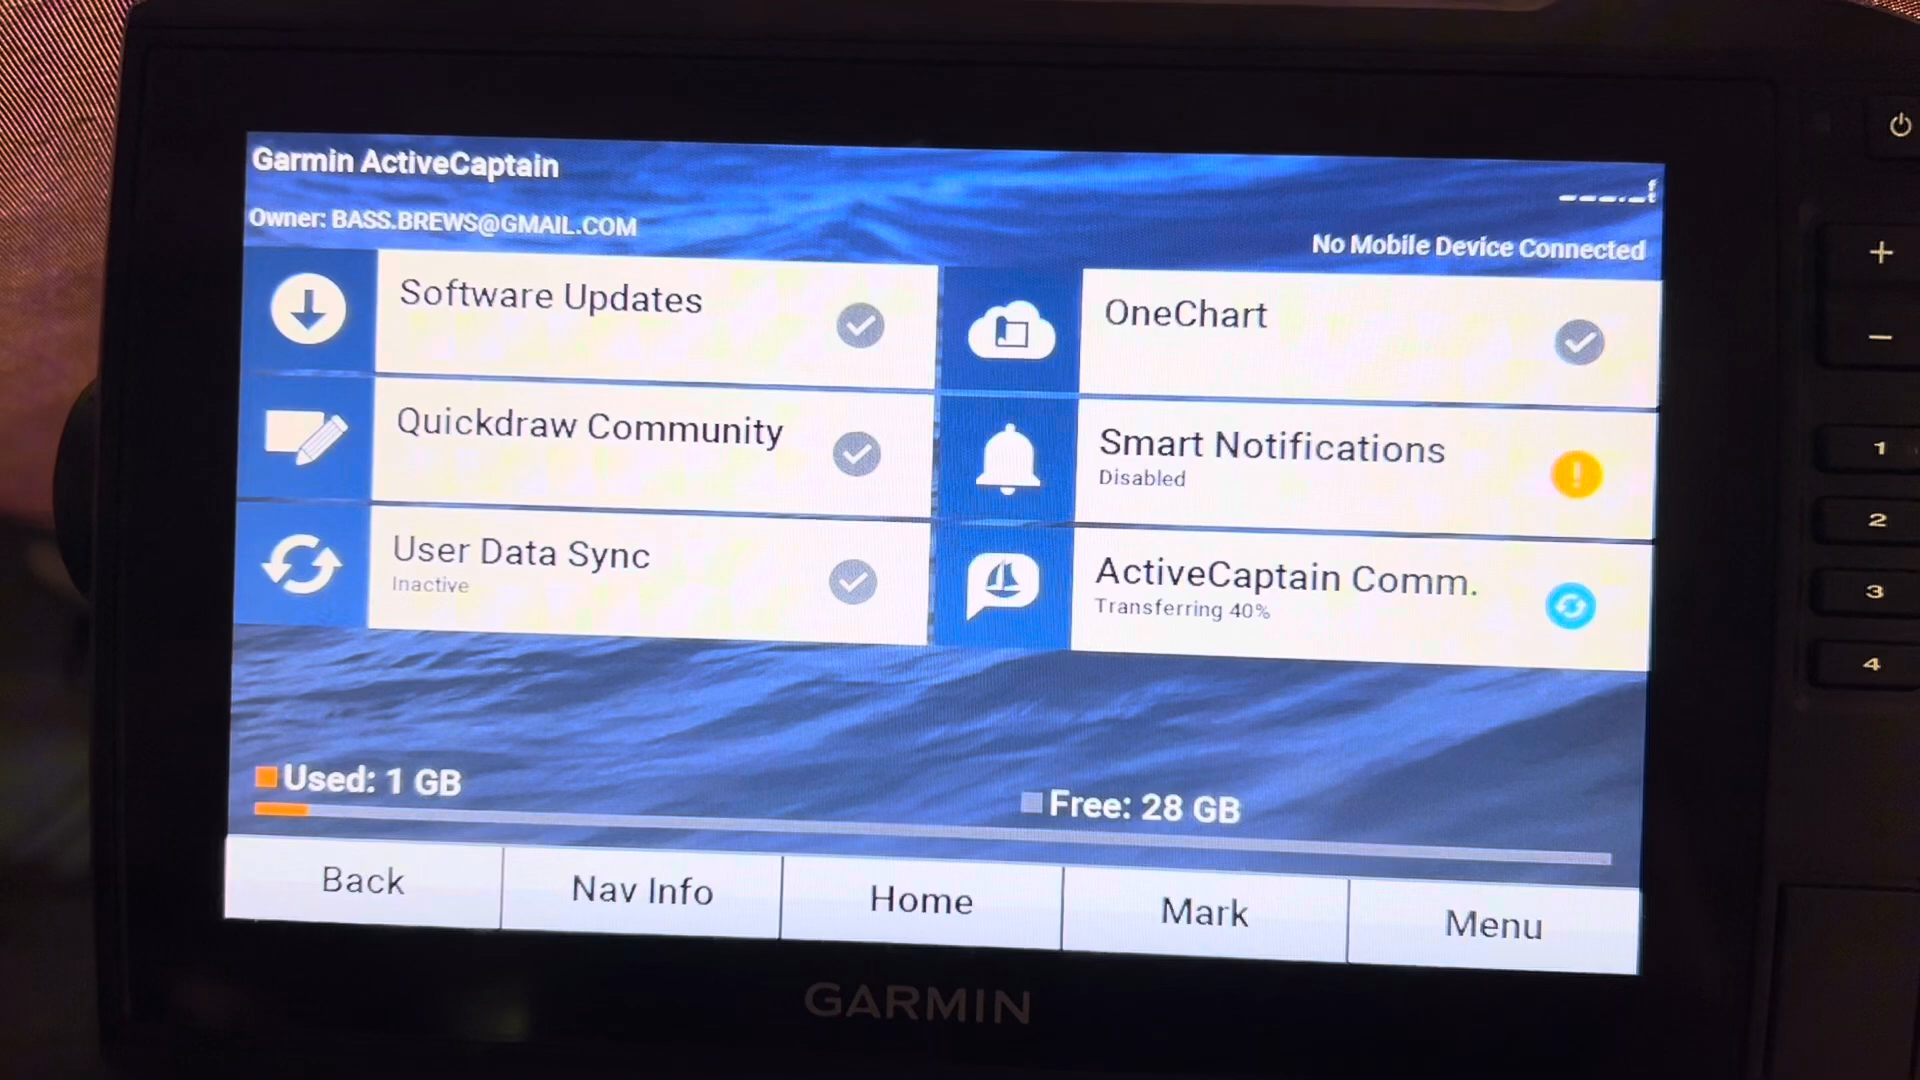 Garmin ActiveCaptain
Owner: BASS.BREWS@GMAIL.COM
No Mobile Device Connected
_ _ _._ ft
Software Updates
OneChart
Quickdraw Community
Smart Notifications
Disabled
User Data Sync
Inactive
ActiveCaptain Comm.
Transferring 40%
Used: 1 GB
Free: 28 GB
Back
Nav Info
Home
Mark
Menu
GARMIN
+
−
1
2
3
4